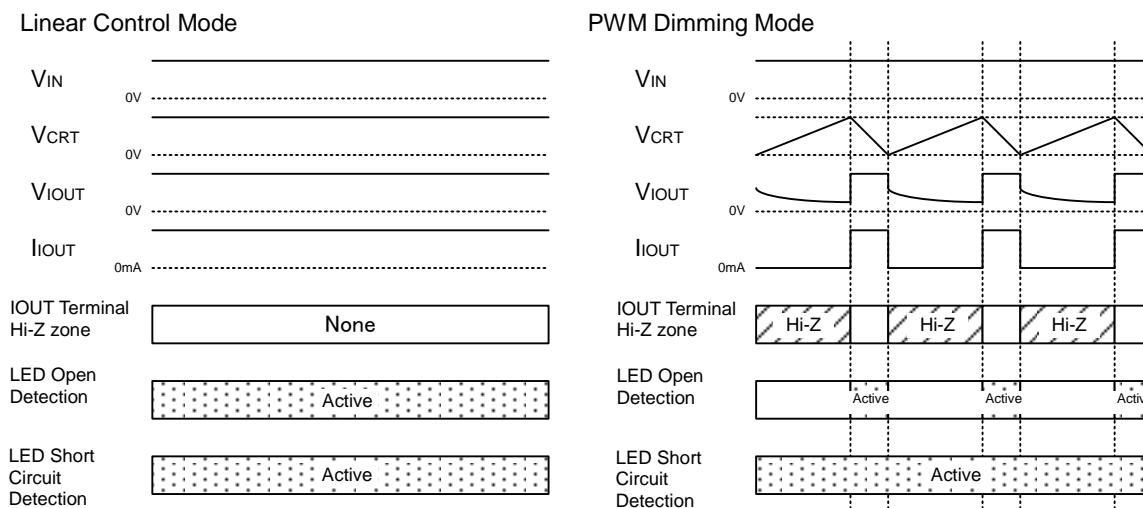 Linear Control Mode
VIN
0V
VCRT
0V
VIOUT
0V
IIOUT
0mA
IOUT Terminal
Hi-Z zone
None
LED Open
Detection
Active
LED Short
Circuit
Detection
Active
PWM Dimming Mode
VIN
0V
VCRT
0V
VIOUT
0V
IIOUT
0mA
IOUT Terminal
Hi-Z zone
Hi-Z Hi-Z Hi-Z
LED Open
Detection
Active Active Activ
LED Short
Circuit
Detection
Active